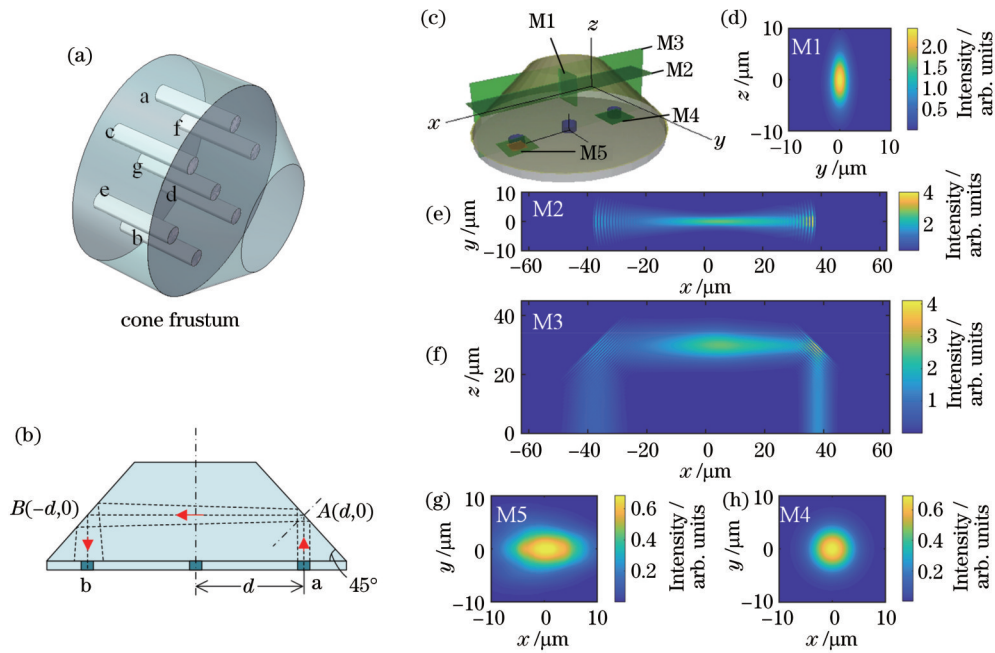 (a)
a
f
c
g
d
e
b
cone frustum
(b)
B(−d,0)
A(d,0)
b
d
a
45°
(c)
z
M1
M3
M2
x
y
M4
M5
(d)
M1
z /μm
10
0
−10
−10
0
10
y /μm
2.0
1.5
1.0
0.5
Intensity /
arb. units
(e)
M2
y /μm
10
0
−10
−60
−40
−20
0
20
40
60
x /μm
4
2
Intensity /
arb. units
(f)
M3
z /μm
40
20
0
−60
−40
−20
0
20
40
60
x /μm
4
3
2
1
Intensity /
arb. units
(g)
M5
y /μm
10
0
−10
−10
0
10
x /μm
0.6
0.4
0.2
Intensity /
arb. units
(h)
M4
y /μm
10
0
−10
−10
0
10
x /μm
0.6
0.4
0.2
Intensity /
arb. units